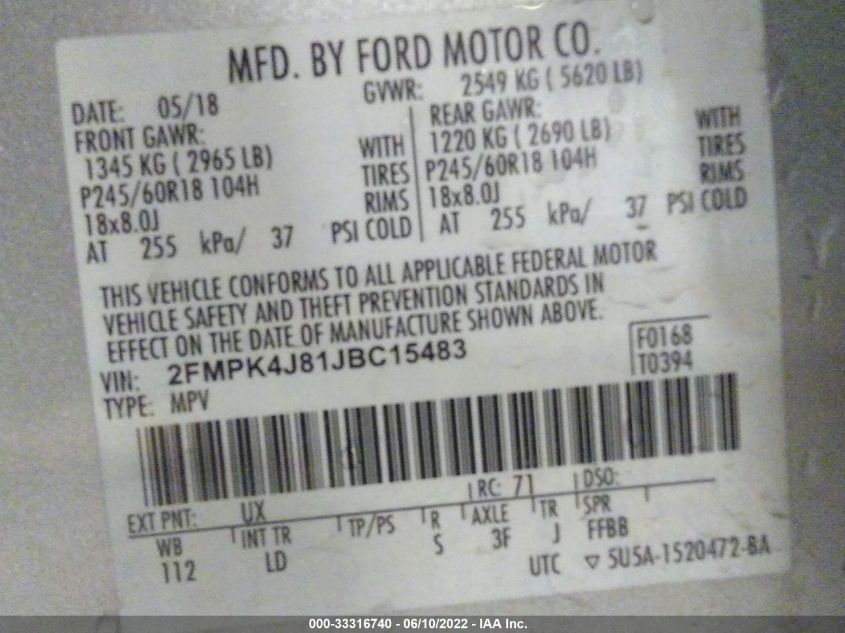 MFD. BY FORD MOTOR CO.
DATE: 05/18 GVWR: 2549 KG ( 5620 LB)
FRONT GAWR: REAR GAWR:
1345 KG ( 2965 LB) WITH 1220 KG ( 2690 LB) WITH
P245/60R18 104H TIRES P245/60R18 104H TIRES
18x8.0J RIMS 18x8.0J RIMS
AT 255 kPa/ 37 PSI COLD AT 255 kPa/ 37 PSI COLD
THIS VEHICLE CONFORMS TO ALL APPLICABLE FEDERAL MOTOR
VEHICLE SAFETY AND THEFT PREVENTION STANDARDS IN
EFFECT ON THE DATE OF MANUFACTURE SHOWN ABOVE.
VIN: 2FMPK4J81JBC15483 F0168
TYPE: MPV T0394
EXT PNT: UX RC: 71 DSO:
WB INT TR TP/PS R AXLE TR SPR
112 LD S 3F J FFBB
UTC ▽ 5U5A-1520472-BA
000-33316740 - 06/10/2022 - IAA Inc.